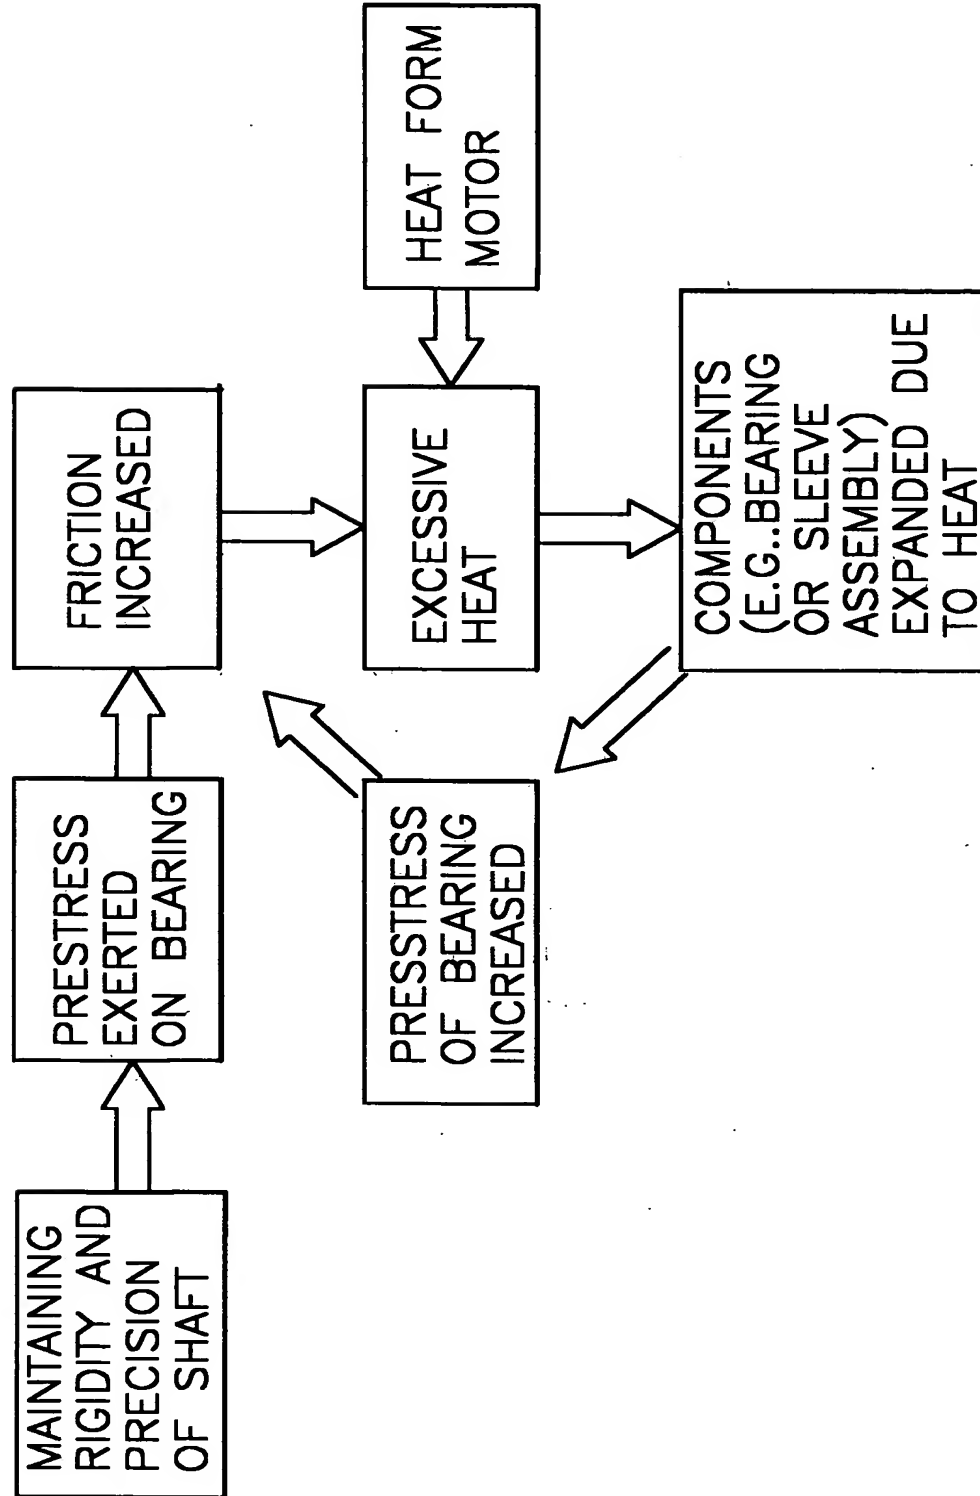 MAINTAINING
RIGIDITY AND
PRECISION
OF SHAFT
PRESTRESS
EXERTED
ON BEARING
FRICTION
INCREASED
PRESSTRESS
OF BEARING
INCREASED
EXCESSIVE
HEAT
HEAT FORM
MOTOR
COMPONENTS
(E.G..BEARING
OR SLEEVE
ASSEMBLY)
EXPANDED DUE
TO HEAT